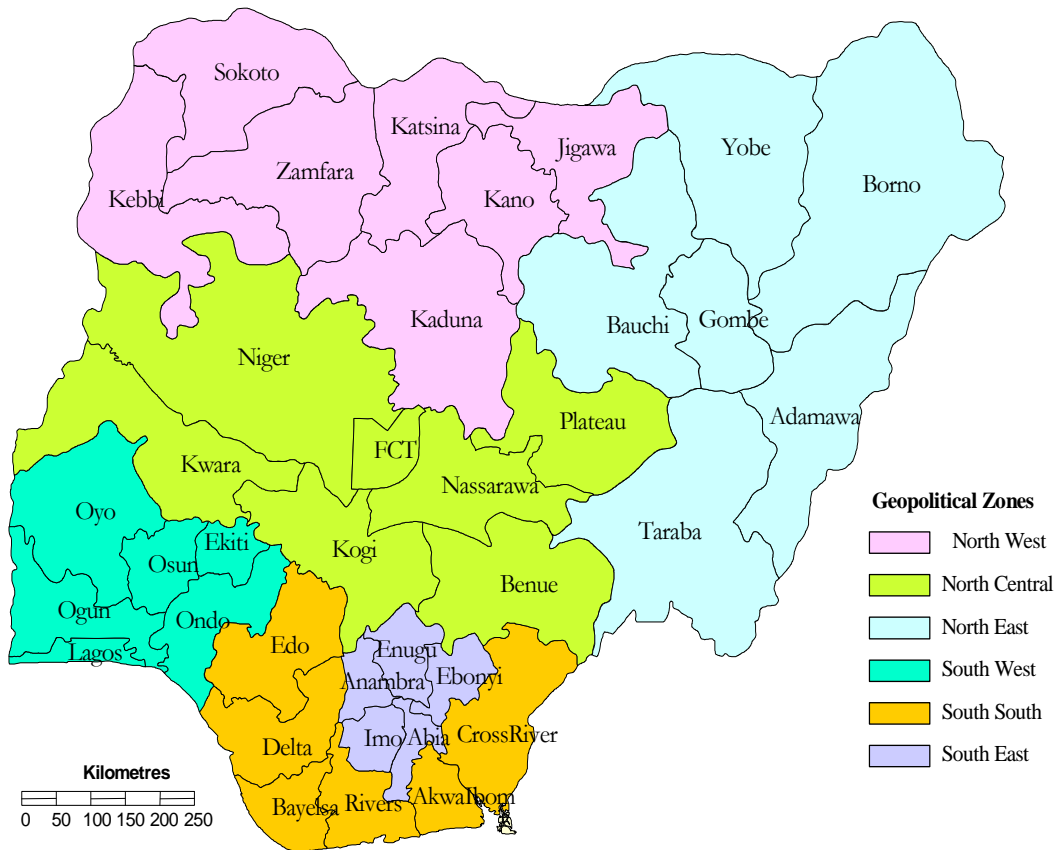 Sokoto
Katsina
Jigawa
Yobe
Zamfara
Borno
Kebbi
Kano
Kaduna
Bauchi
Gombe
Niger
Adamawa
Plateau
FCT
Kwara
Nassarawa
Oyo
Taraba
Ekiti
Kogi
Osun
Benue
Ogun
Ondo
Edo
Lagos
Enugu
Anambra
Ebonyi
Delta
Imo
Abia
CrossRiver
Bayelsa
Rivers
AkwaIbom
Geopolitical Zones
North West
North Central
North East
South West
South South
South East
Kilometres
0 50 100 150 200 250